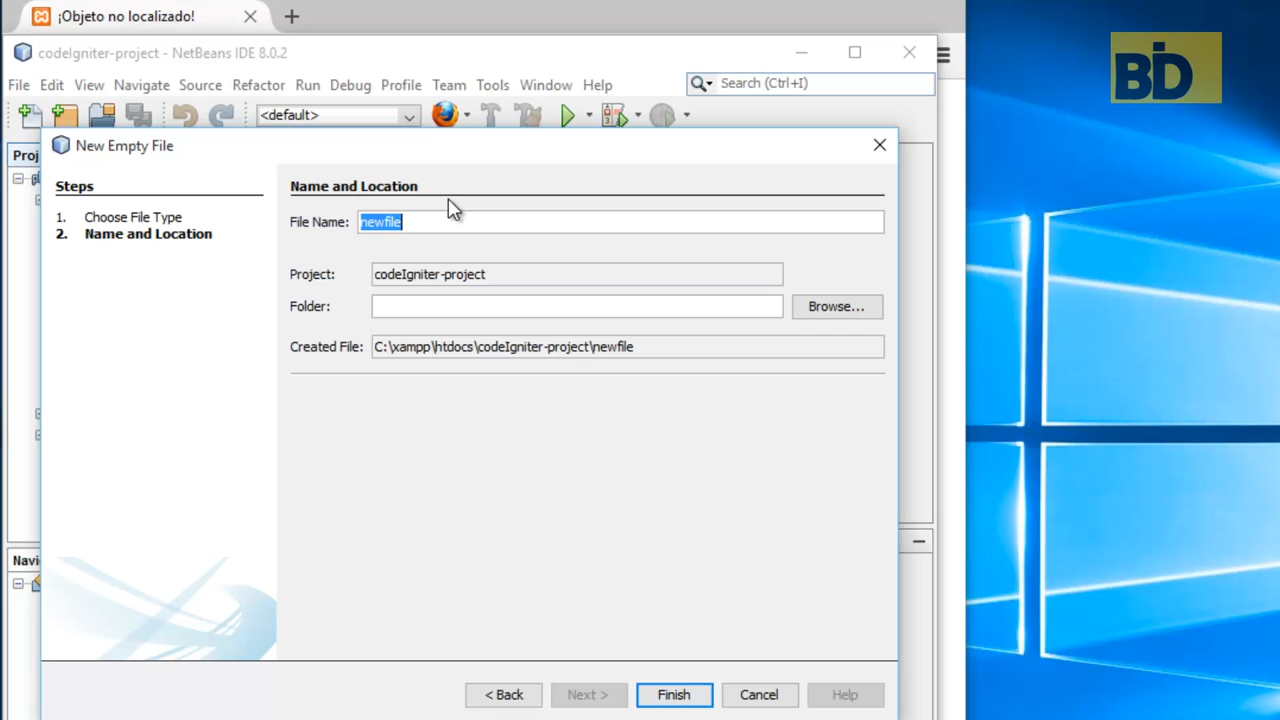 ¡Objeto no localizado!
codeIgniter-project - NetBeans IDE 8.0.2
File Edit View Navigate Source Refactor Run Debug Profile Team Tools Window Help
Search (Ctrl+I)
<default>
Proj
New Empty File
Steps
1. Choose File Type
2. Name and Location
Name and Location
File Name: newfile
Project: codeIgniter-project
Folder:
Browse...
Created File: C:\xampp\htdocs\codeIgniter-project\newfile
Navi
< Back
Next >
Finish
Cancel
Help
BiD